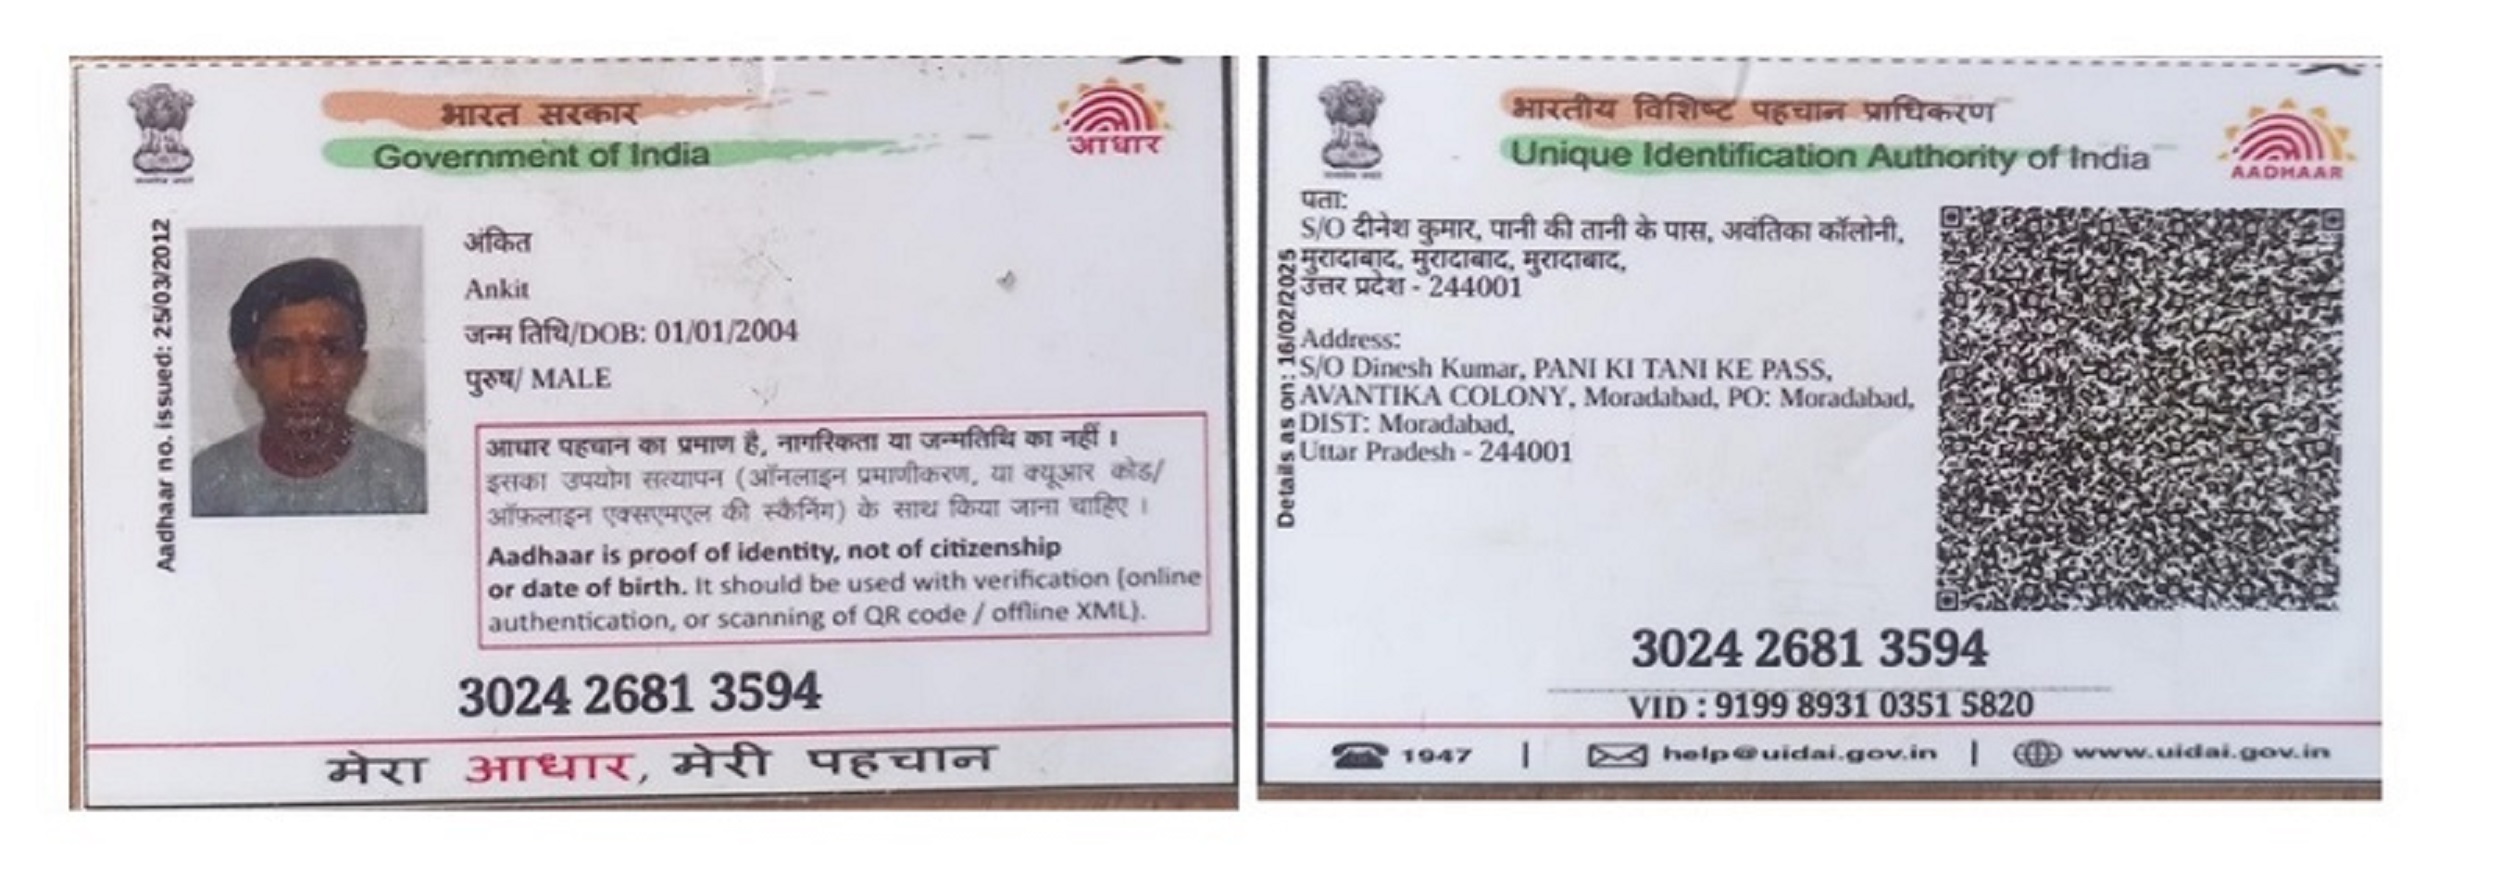 भारत सरकार
Government of India
आधार
Aadhaar no. issued: 25/03/2012
अंकित
Ankit
जन्म तिथि/DOB: 01/01/2004
पुरुष/ MALE
आधार पहचान का प्रमाण है, नागरिकता या जन्मतिथि का नहीं ।
इसका उपयोग सत्यापन (ऑनलाइन प्रमाणीकरण, या क्यूआर कोड/
ऑफ़लाइन एक्सएमएल की स्कैनिंग) के साथ किया जाना चाहिए ।
Aadhaar is proof of identity, not of citizenship
or date of birth. It should be used with verification (online
authentication, or scanning of QR code / offline XML).
3024 2681 3594
मेरा आधार, मेरी पहचान
भारतीय विशिष्ट पहचान प्राधिकरण
Unique Identification Authority of India
AADHAAR
Details as on: 16/02/2025
पता:
S/O दीनेश कुमार, पानी की तानी के पास, अवंतिका कॉलोनी,
मुरादाबाद, मुरादाबाद, मुरादाबाद,
उत्तर प्रदेश - 244001
Address:
S/O Dinesh Kumar, PANI KI TANI KE PASS,
AVANTIKA COLONY, Moradabad, PO: Moradabad,
DIST: Moradabad,
Uttar Pradesh - 244001
3024 2681 3594
VID : 9199 8931 0351 5820
1947 | help@uidai.gov.in | www.uidai.gov.in